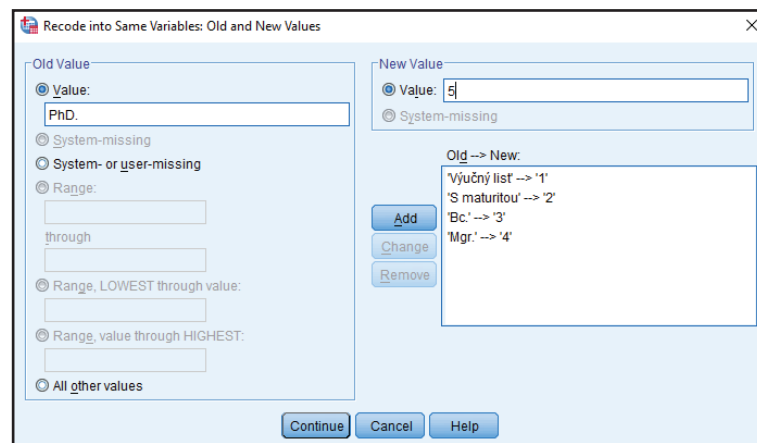 Recode into Same Variables: Old and New Values
Old Value
Value:
PhD.
System-missing
System- or user-missing
Range:
through
Range, LOWEST through value:
Range, value through HIGHEST:
All other values
New Value
Value: 5
System-missing
Old --> New:
'Výučný list' --> '1'
'S maturitou' --> '2'
'Bc.' --> '3'
'Mgr.' --> '4'
Add
Change
Remove
Continue
Cancel
Help